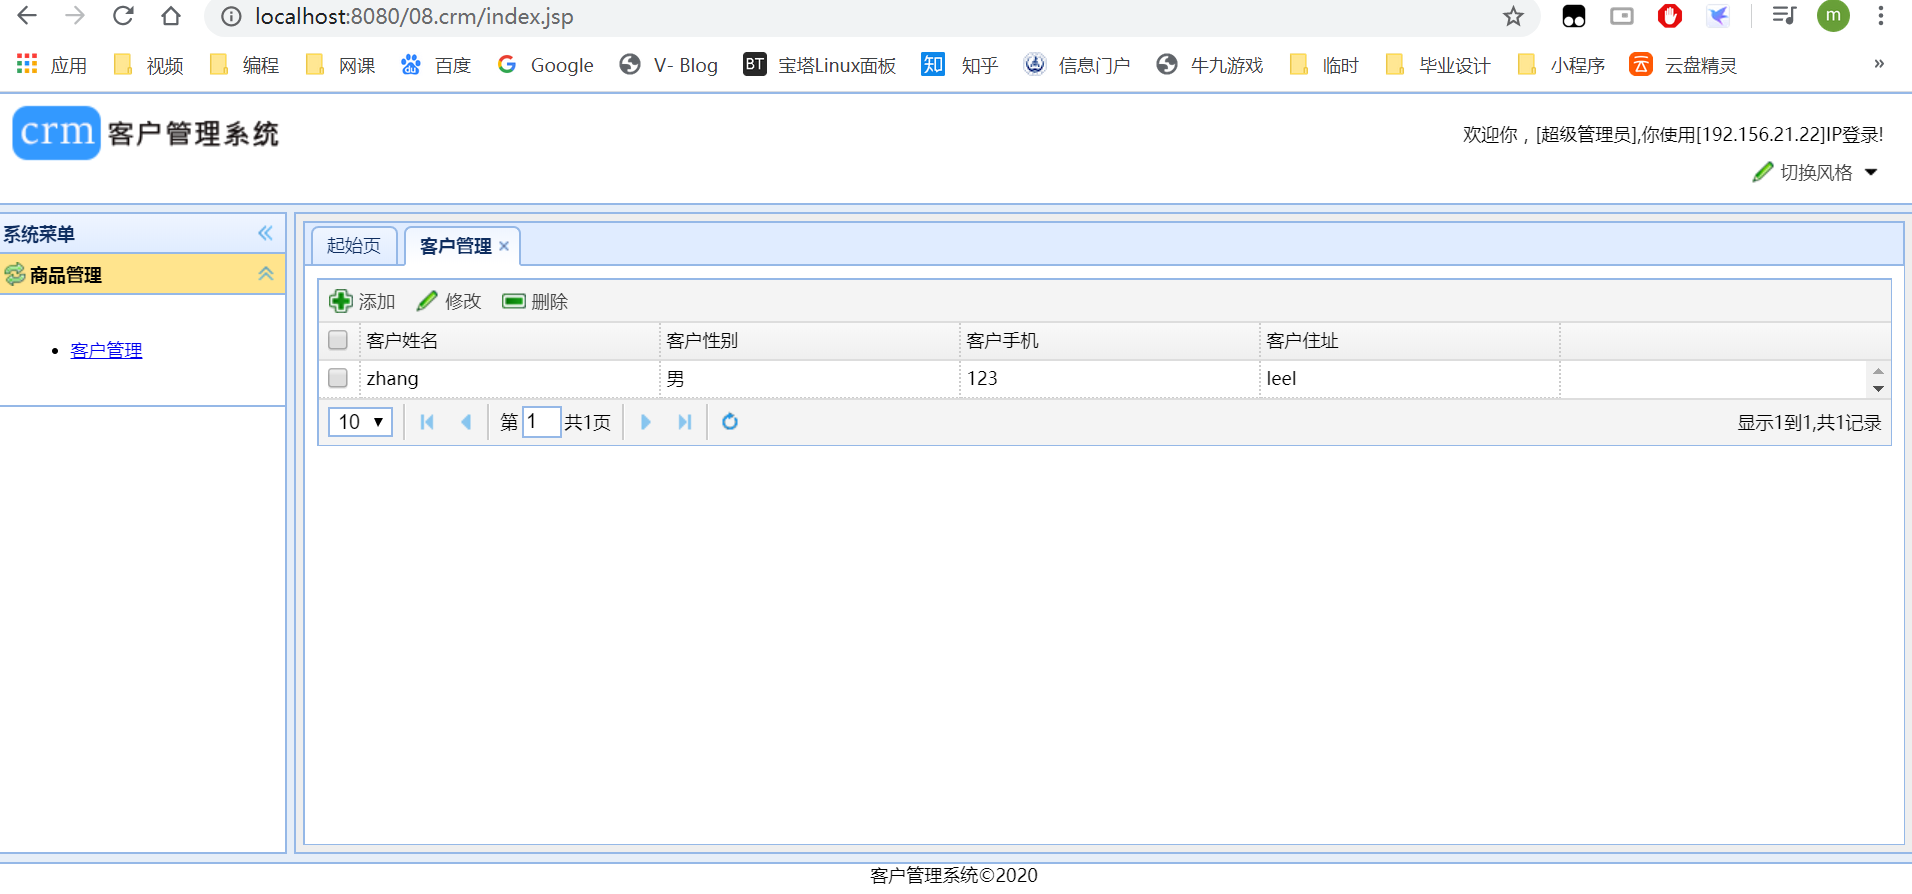 localhost:8080/08.crm/index.jsp
m
应用 视频 编程 网课 百度 Google V- Blog BT 宝塔Linux面板 知 知乎 信息门户 牛九游戏 临时 毕业设计 小程序 云 云盘精灵 »
crm 客户管理系统
欢迎你，[超级管理员],你使用[192.156.21.22]IP登录!
切换风格
系统菜单
商品管理
客户管理
起始页 客户管理
添加 修改 删除
客户姓名 客户性别 客户手机 客户住址
zhang 男 123 leel
10 第 1 共1页 显示1到1,共1记录
客户管理系统©2020